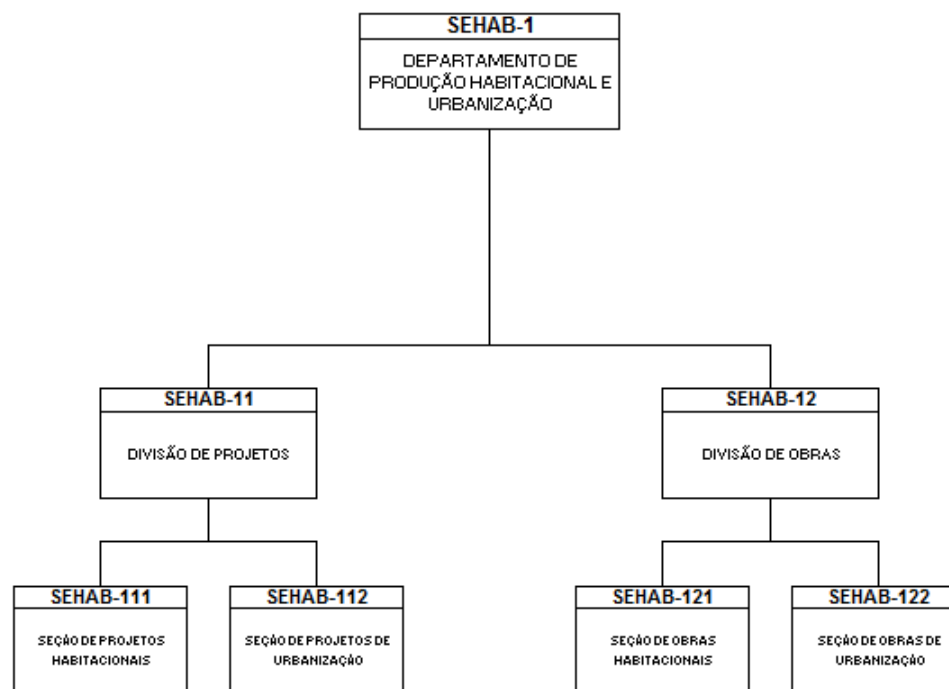 SEHAB-1
DEPARTAMENTO DE
PRODUÇÃO HABITACIONAL E
URBANIZAÇÃO
SEHAB-11
DIVISÃO DE PROJETOS
SEHAB-12
DIVISÃO DE OBRAS
SEHAB-111
SEÇÃO DE PROJETOS
HABITACIONAIS
SEHAB-112
SEÇÃO DE PROJETOS DE
URBANIZAÇÃO
SEHAB-121
SEÇÃO DE OBRAS
HABITACIONAIS
SEHAB-122
SEÇÃO DE OBRAS DE
URBANIZAÇÃO